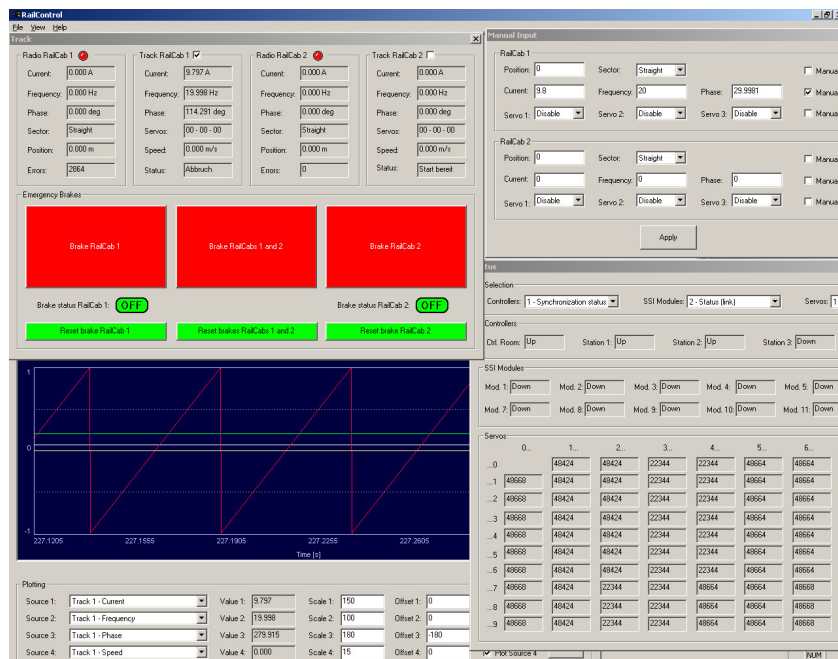 RailControl
File View Help
Track
Radio RailCab 1 Track RailCab 1 Radio RailCab 2 Track RailCab 2
Current: 0.000 A Current: 9.797 A Current: 0.000 A Current: 0.000 A
Frequency: 0.000 Hz Frequency: 19.998 Hz Frequency: 0.000 Hz Frequency: 0.000 Hz
Phase: 0.000 deg Phase: 114.291 deg Phase: 0.000 deg Phase: 0.000 deg
Sector: Straight Servos: 00 - 00 - 00 Sector: Straight Servos: 00 - 00 - 00
Position: 0.000 m Speed: 0.000 m/s Position: 0.000 m Speed: 0.000 m/s
Errors: 2864 Status: Abbruch Errors: 0 Status: Start bereit
Emergency Brakes
Brake RailCab 1 Brake RailCabs 1 and 2 Brake RailCab 2
Brake status RailCab 1: OFF Brake status RailCab 2: OFF
Reset brake RailCab 1 Reset brakes RailCabs 1 and 2 Reset brake RailCab 2
Manual Input
RailCab 1
Position: 0 Sector: Straight Manua
Current: 9.8 Frequency: 20 Phase: 29.9981 Manua
Servo 1: Disable Servo 2: Disable Servo 3: Disable Manua
RailCab 2
Position: 0 Sector: Straight Manua
Current: 0 Frequency: 0 Phase: 0 Manua
Servo 1: Disable Servo 2: Disable Servo 3: Disable Manua
Apply
tus
Selection
Controllers: 1 - Synchronization status SSI Modules: 2 - Status (link) Servos: 1
Controllers
Ctrl. Room: Up Station 1: Up Station 2: Up Station 3: Down
SSI Modules
Mod. 1: Down Mod. 2: Down Mod. 3: Down Mod. 4: Down Mod. 5: Down
Mod. 7: Down Mod. 8: Down Mod. 9: Down Mod. 10: Down Mod. 11: Down
Servos
0... 1... 2... 3... 4... 5... 6...
...0 48424 48424 22344 22344 48664 48664
...1 48668 48424 48424 22344 22344 48664 48664
...2 48668 48424 48424 22344 22344 48664 48664
...3 48668 48424 48424 22344 22344 48664 48664
...4 48668 48424 48424 22344 22344 48664 48664
...5 48668 48424 48424 22344 22344 48664 48664
...6 48668 48424 48424 22344 22344 48664 48664
...7 48668 48424 22344 22344 48664 48664 48668
...8 48668 48424 22344 22344 48664 48664 48668
...9 48668 48424 22344 22344 48664 48664 48668
1
0
-1
227.1205 227.1555 227.1905 227.2255 227.2605
Time [s]
Plotting
Source 1: Track 1 - Current Value 1: 9.797 Scale 1: 150 Offset 1: 0
Source 2: Track 1 - Frequency Value 2: 19.998 Scale 2: 100 Offset 2: 0
Source 3: Track 1 - Phase Value 3: 279.915 Scale 3: 180 Offset 3: -180
Source 4: Track 1 - Speed Value 4: 0.000 Scale 4: 15 Offset 4: 0
Plot Source 4
NUM